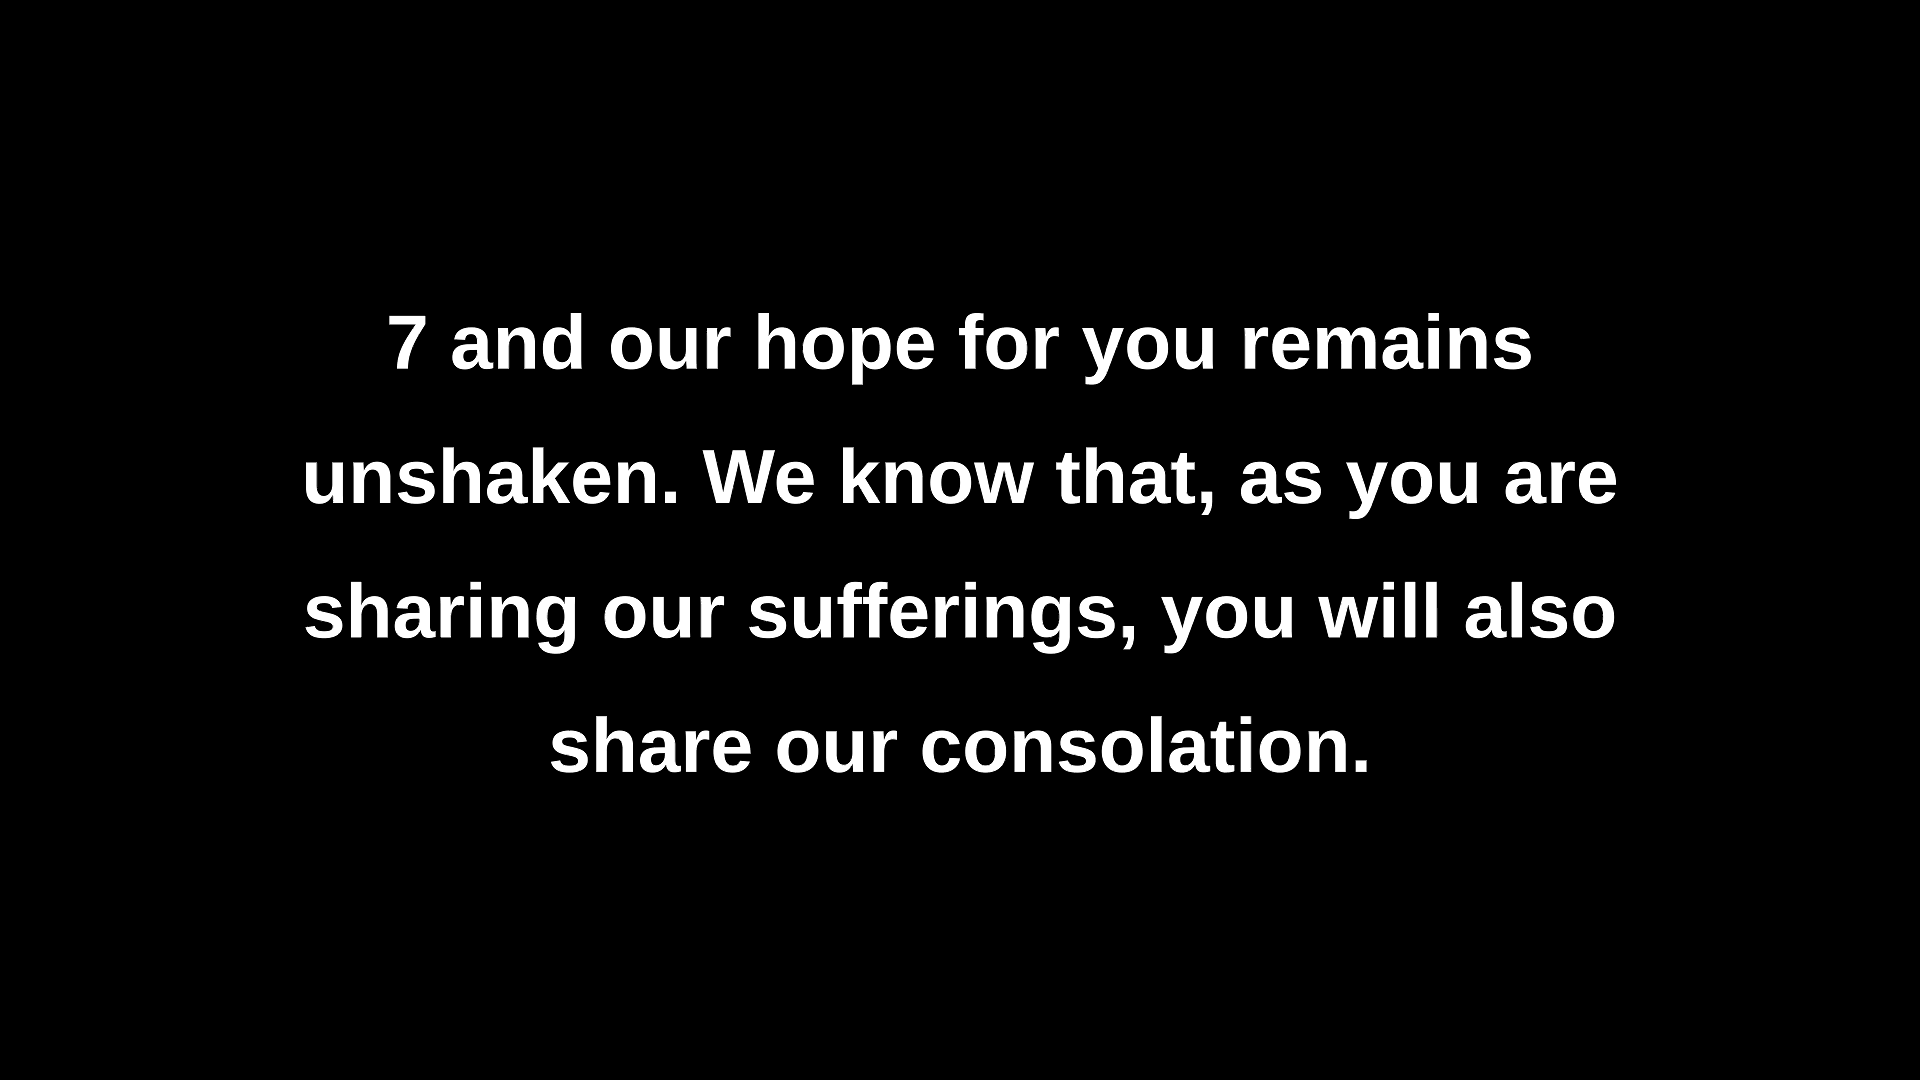 7 and our hope for you remains
unshaken. We know that, as you are
sharing our sufferings, you will also
share our consolation.